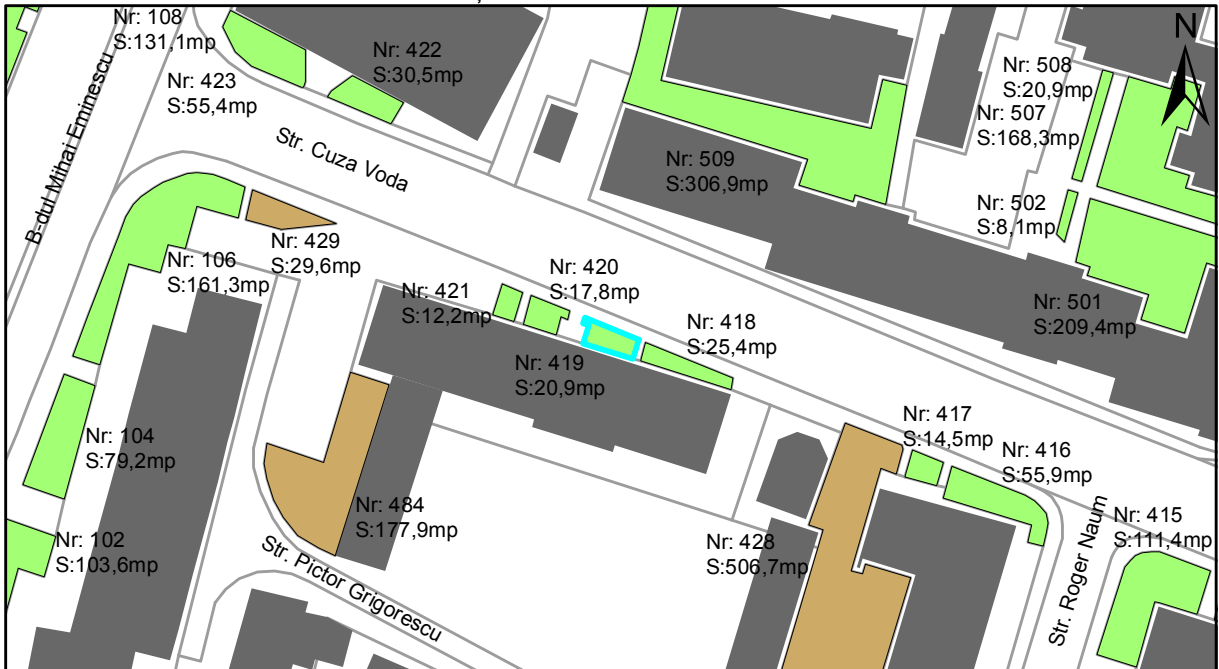 Nr: 108
S:131,1mp
Nr: 422
S:30,5mp
N
Nr: 423
S:55,4mp
Nr: 508
S:20,9mp
Nr: 507
S:168,3mp
Str. Cuza Voda
B-dul Mihai Eminescu
Nr: 509
S:306,9mp
Nr: 502
S:8,1mp
Nr: 429
S:29,6mp
Nr: 106
S:161,3mp
Nr: 420
S:17,8mp
Nr: 421
S:12,2mp
Nr: 501
S:209,4mp
Nr: 418
S:25,4mp
Nr: 419
S:20,9mp
Nr: 417
S:14,5mp
Nr: 104
S:79,2mp
Nr: 416
S:55,9mp
Nr: 484
S:177,9mp
Nr: 415
S:111,4mp
Nr: 102
S:103,6mp
Nr: 428
S:506,7mp
Str. Pictor Grigorescu
Str. Roger Naum